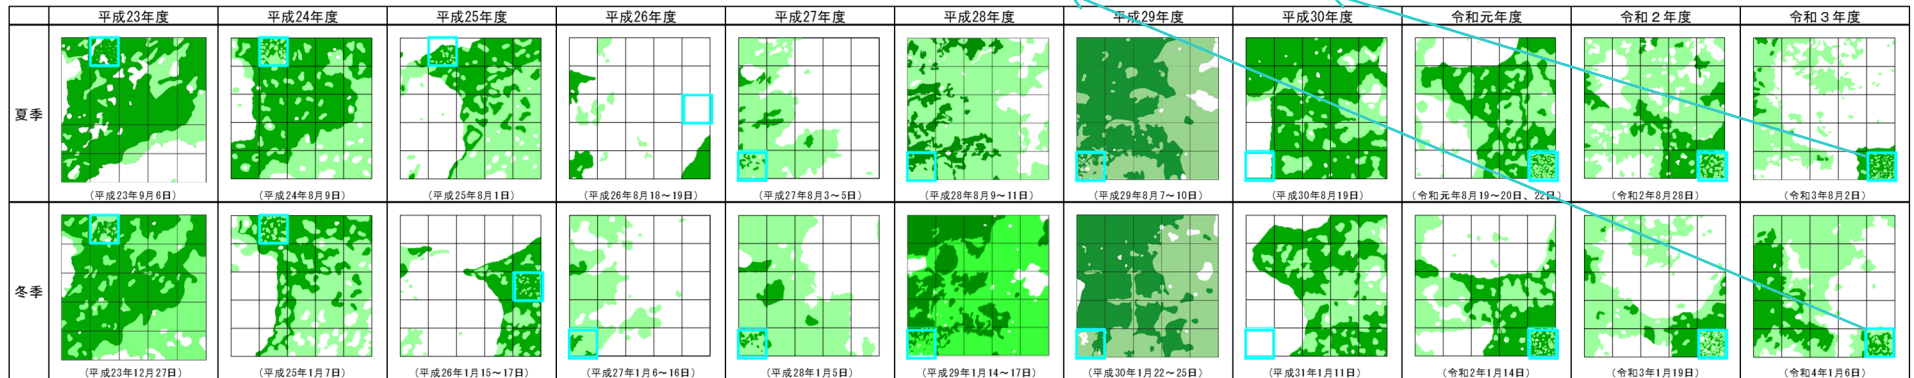 平成23年度 平成24年度 平成25年度 平成26年度 平成27年度 平成28年度 平成29年度 平成30年度 令和元年度 令和2年度 令和3年度
夏季
(平成23年9月6日) (平成24年8月9日) (平成25年8月1日) (平成26年8月18~19日) (平成27年8月3~5日) (平成28年8月9~11日) (平成29年8月7~10日) (平成30年8月19日) (令和元年8月19~20日、22日) (令和2年8月28日) (令和3年8月2日)
冬季
(平成23年12月27日) (平成25年1月7日) (平成26年1月15~17日) (平成27年1月6~16日) (平成28年1月5日) (平成29年1月14~17日) (平成30年1月22~25日) (平成31年1月11日) (令和2年1月14日) (令和3年1月19日) (令和4年1月6日)